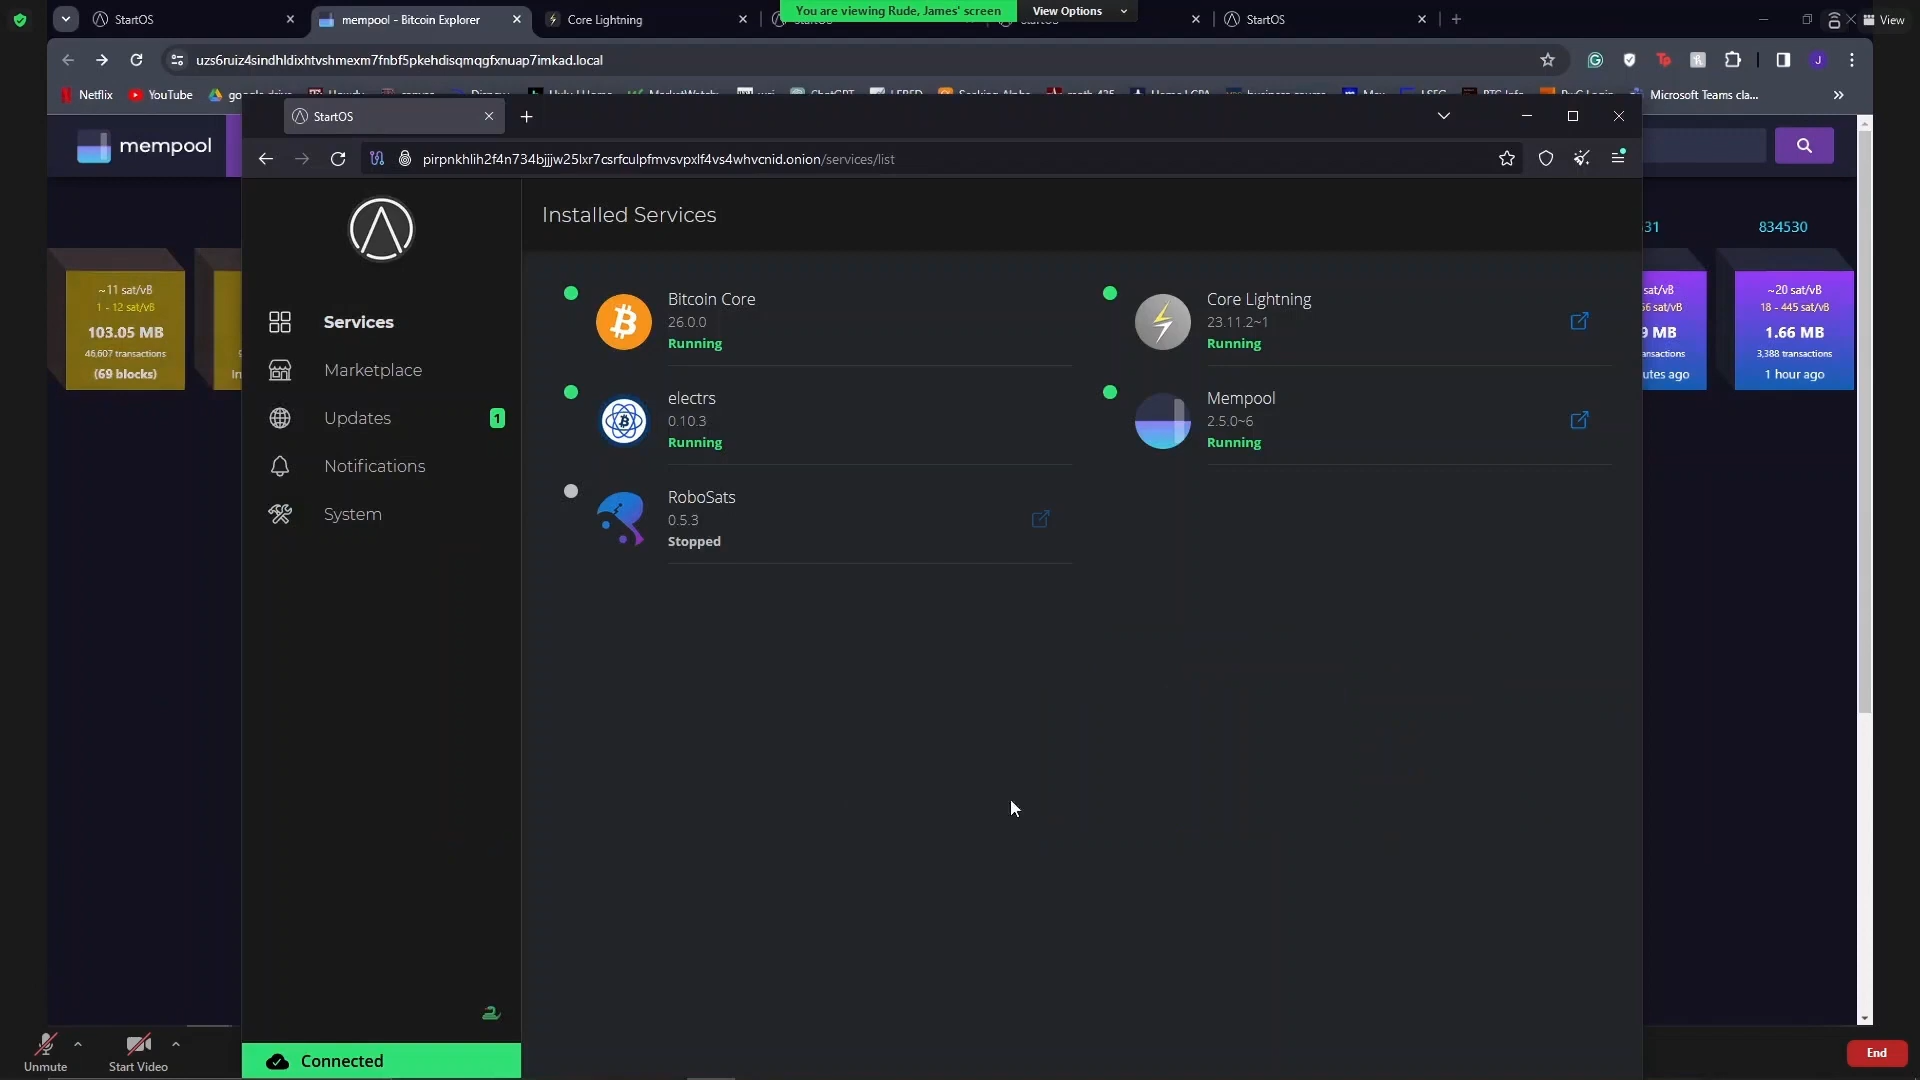 StartOS
mempool - Bitcoin Explorer
Core Lightning
You are viewing Rude, James' screen
View Options
StartOS
View
uzs6ruiz4sindhldixhtvshmexm7fnbf5pkehdisqmqgfxnuap7imkad.local
Netflix
YouTube
Microsoft Teams cla...
StartOS
mempool
pirpnkhlih2f4n734bjjjw25lxr7csrfculpfmvsvpxlf4vs4whvcnid.onion/services/list
Installed Services
Services
Marketplace
Updates
1
Notifications
System
Bitcoin Core
26.0.0
Running
Core Lightning
23.11.2~1
Running
electrs
0.10.3
Running
Mempool
2.5.0~6
Running
RoboSats
0.5.3
Stopped
~11 sat/vB
1 - 12 sat/vB
103.05 MB
46,607 transactions
(69 blocks)
834530
~20 sat/vB
18 - 445 sat/vB
1.66 MB
3,388 transactions
1 hour ago
Connected
Unmute
Start Video
End